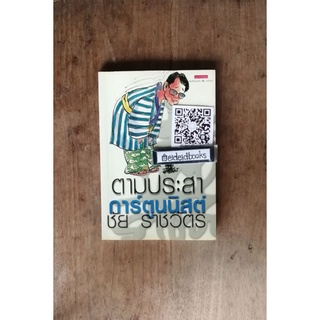 @eideidbooks
ตามประสา
การ์ตูนนิสต์
ชัย ราชวัตร